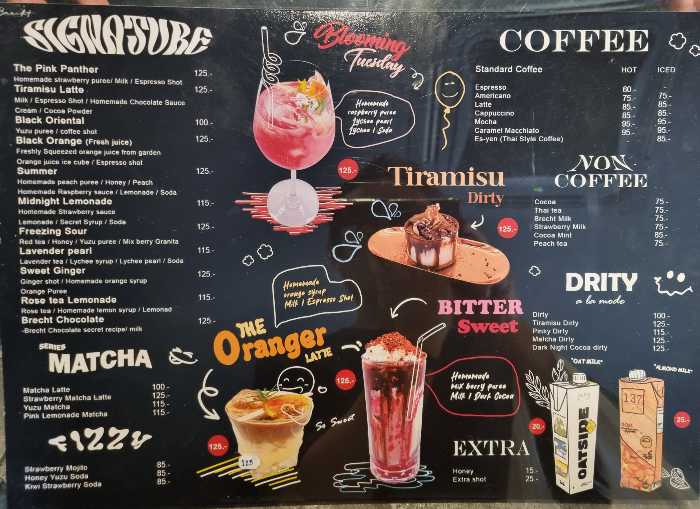 SIGNATURE
The Pink Panther 125.-
Homemade strawberry puree/ Milk / Espresso Shot
Tiramisu Latte 125.-
Milk / Espresso Shot / Homemade Chocolate Sauce
Cream / Cocoa Powder
Black Oriental 100.-
Yuzu puree / coffee shot
Black Orange (Fresh juice) 125.-
Freshly Squeezed orange juice from garden
Orange juice ice cube / Espresso shot
Summer 125.-
Homemade peach puree / Honey / Peach
Homemade Raspberry sauce / Lemonade / Soda
Midnight Lemonade 115.-
Homemade Strawberry sauce
Lemonade / Secret Syrup / Soda
Freezing Sour 125.-
Red tea / Honey / Yuzu puree / Mix berry Granita
Lavender pearl 115.-
Lavender tea / Lychee syrup / Lychee pearl / Soda
Sweet Ginger 115.-
Ginger shot / Homemade orange syrup
Orange Puree
Rose tea Lemonade 115.-
Rose tea / Homemade lemon syrup / Lemonad
Brecht Chocolate 125.-
-Brecht Chocolate secret recipe/ milk
SERIES
MATCHA
Matcha Latte 100.-
Strawberry Matcha Latte 125.-
Yuzu Matcha 115.-
Pink Lemonade Matcha 115.-
FIZZY
Strawberry Mojito 85.-
Honey Yuzu Soda 85.-
Kiwi Strawberry Soda 85.-
Blooming
Tuesday
Homemade
raspberry puree
Lychee pearl
Lychee / Soda
125.-
Tiramisu
Dirty
125.-
Homemade
orange syrup
Milk / Espresso Shot
THE
Oranger
LATTE
125.-
125
So Sweet
BITTER
Sweet
125.-
Homemade
mix berry puree
Milk / Dark Cocoa
COFFEE
Standard Coffee HOT ICED
Espresso 60.-
Americano 75.- 75.-
Latte 85.- 85.-
Cappuccino 85.- 85.-
Mocha 95.- 95.-
Caramel Macchiato 95.- 95.-
Es-yen (Thai Style Coffee) 85.-
NON
COFFEE
Cocoa 75.-
Thai tea 75.-
Brecht Milk 75.-
Strawberry Milk 75.-
Cocoa Mint 85.-
Peach tea 75.-
DRITY
a la mode
Dirty 100.-
Tiramisu Dirty 125.-
Pinky Dirty 115.-
Matcha Dirty 125.-
Dark Night Cocoa dirty 125.-
"OAT MILK"
"ALMOND MILK"
OATSIDE
20.-
137
25.-
EXTRA
Honey 15.-
Extra shot 25.-